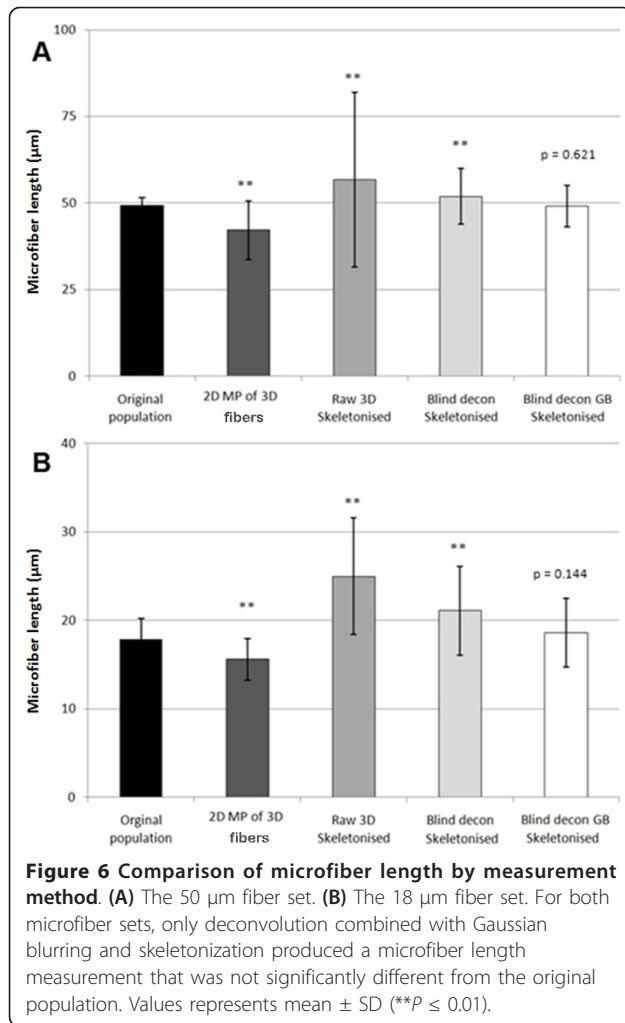 A
100
**
**
**
p = 0.621
75
50
25
0
Microfiber length (µm)
Original population
2D MP of 3D fibers
Raw 3D Skeletonised
Blind decon Skeletonised
Blind decon GB Skeletonised
B
40
**
**
**
p = 0.144
30
20
10
0
Microfiber length (µm)
Orginal population
2D MP of 3D fibers
Raw 3D Skeletonised
Blind decon Skeletonised
Blind decon GB Skeletonised
Figure 6 Comparison of microfiber length by measurement
method. (A) The 50 µm fiber set. (B) The 18 µm fiber set. For both
microfiber sets, only deconvolution combined with Gaussian
blurring and skeletonization produced a microfiber length
measurement that was not significantly different from the original
population. Values represents mean ± SD (**P ≤ 0.01).